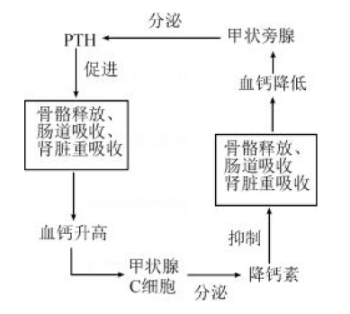 分泌
PTH
甲状旁腺
促进
血钙降低
骨骼释放、
肠道吸收、
肾脏重吸收
骨骼释放、
肠道吸收
肾脏重吸收
血钙升高
抑制
甲状腺
C细胞
分泌
降钙素